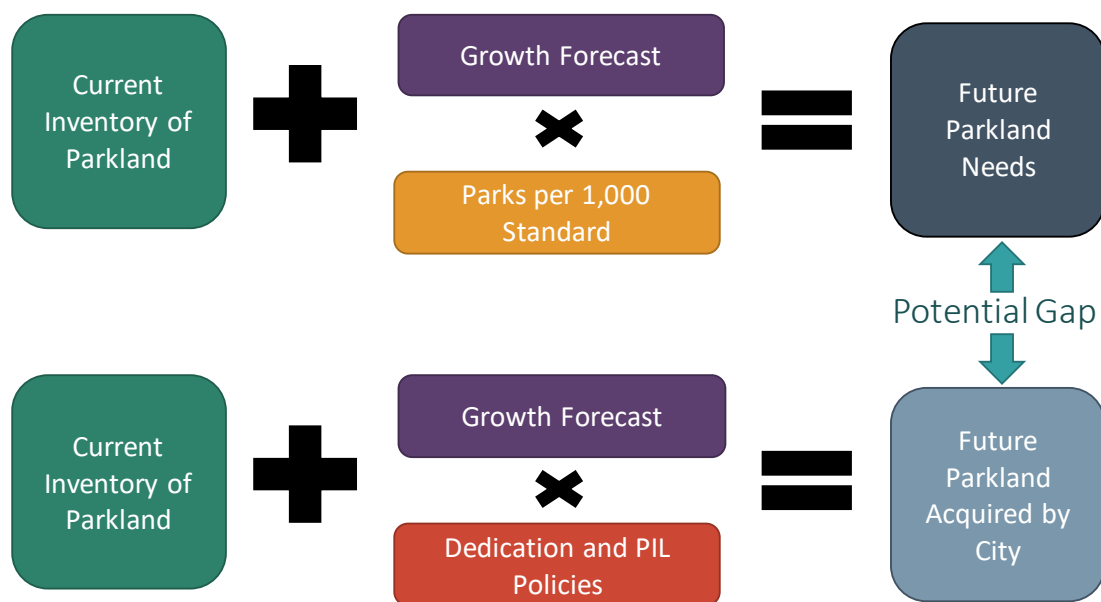 Current
Inventory of
Parkland
Growth Forecast
Parks per 1,000
Standard
Future
Parkland
Needs
Potential Gap
Current
Inventory of
Parkland
Growth Forecast
Dedication and PIL
Policies
Future
Parkland
Acquired by
City